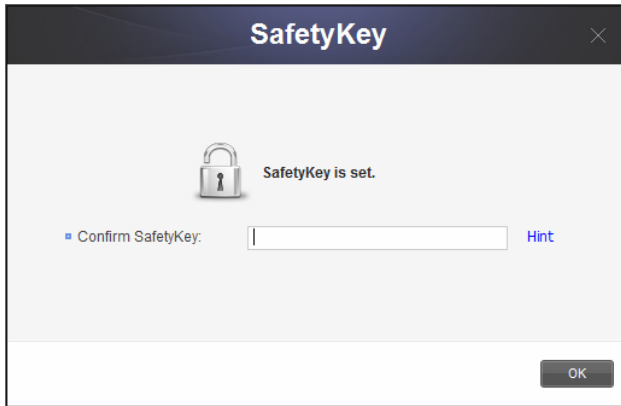 SafetyKey
SafetyKey is set.
Confirm SafetyKey:
Hint
OK